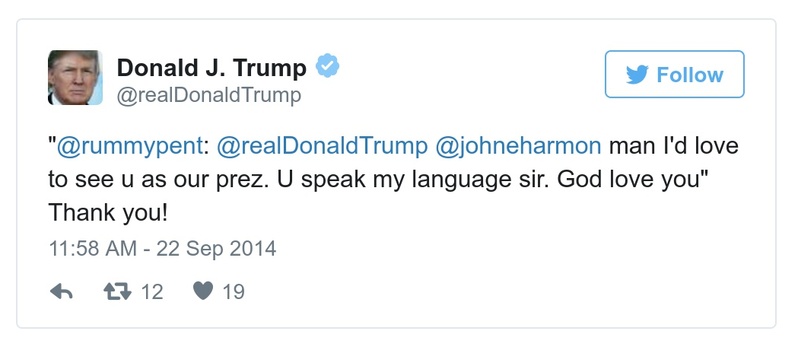 Donald J. Trump
@realDonaldTrump
Follow
"@rummypent: @realDonaldTrump @johneharmon man I'd love
to see u as our prez. U speak my language sir. God love you"
Thank you!
11:58 AM - 22 Sep 2014
12 19